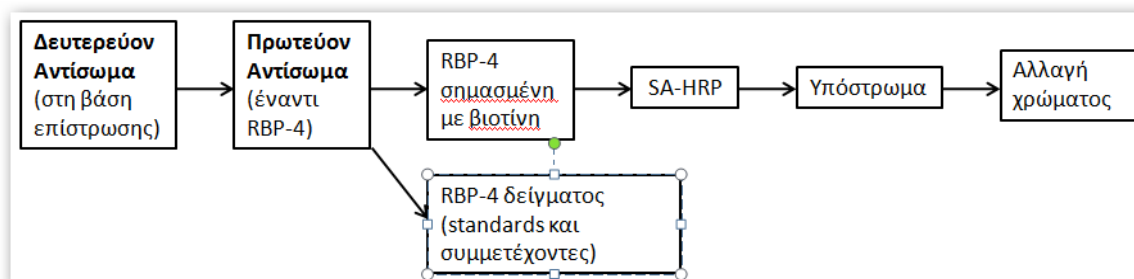 Δευτερεύον
Αντίσωμα
(στη βάση
επίστρωσης)
Πρωτεύον
Αντίσωμα
(έναντι
RBP-4)
RBP-4
σημασμένη
με βιοτίνη
SA-HRP
Υπόστρωμα
Αλλαγή
χρώματος
RBP-4 δείγματος
(standards και
συμμετέχοντες)